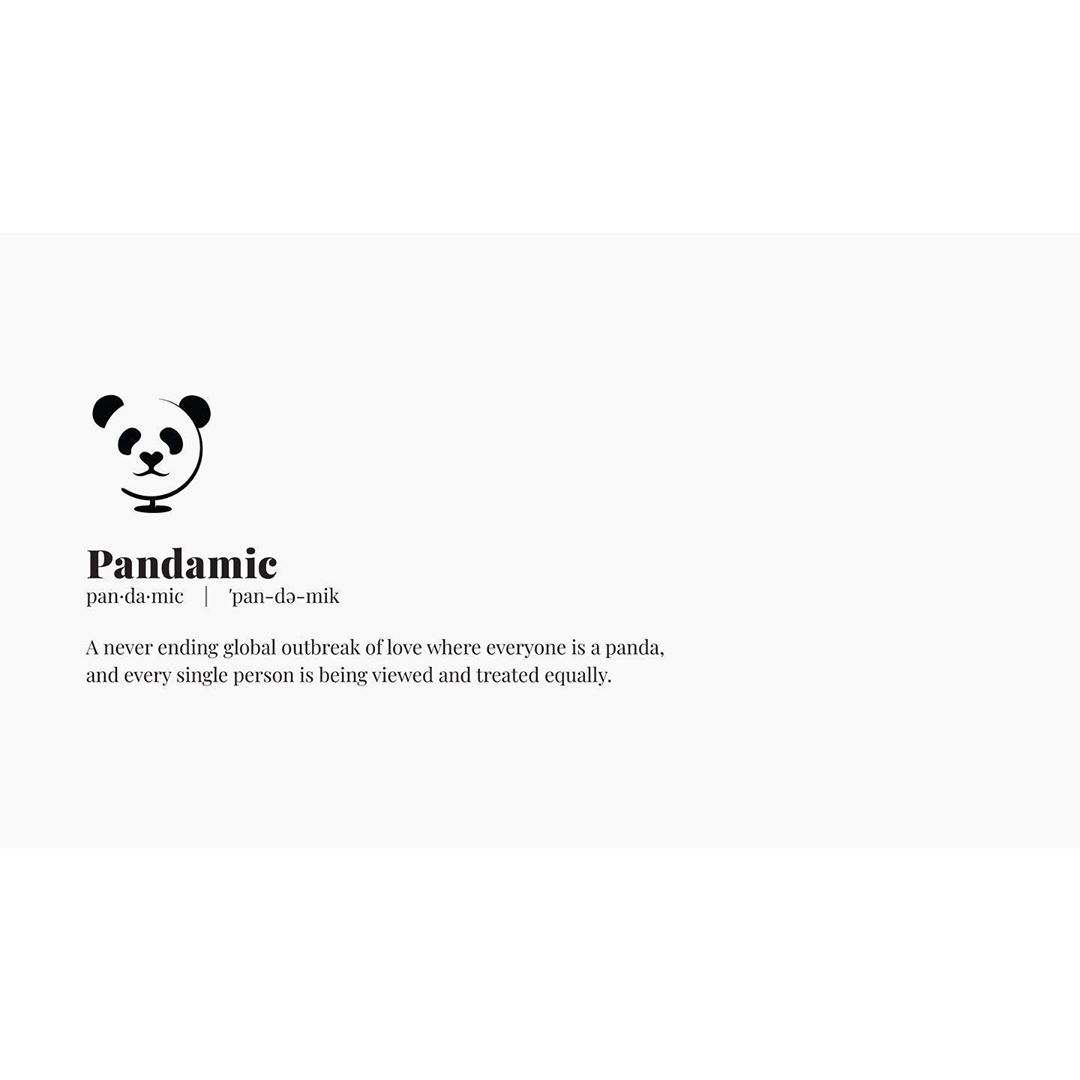 Pandamic
pan·da·mic | 'pan-də-mik
A never ending global outbreak of love where everyone is a panda,
and every single person is being viewed and treated equally.